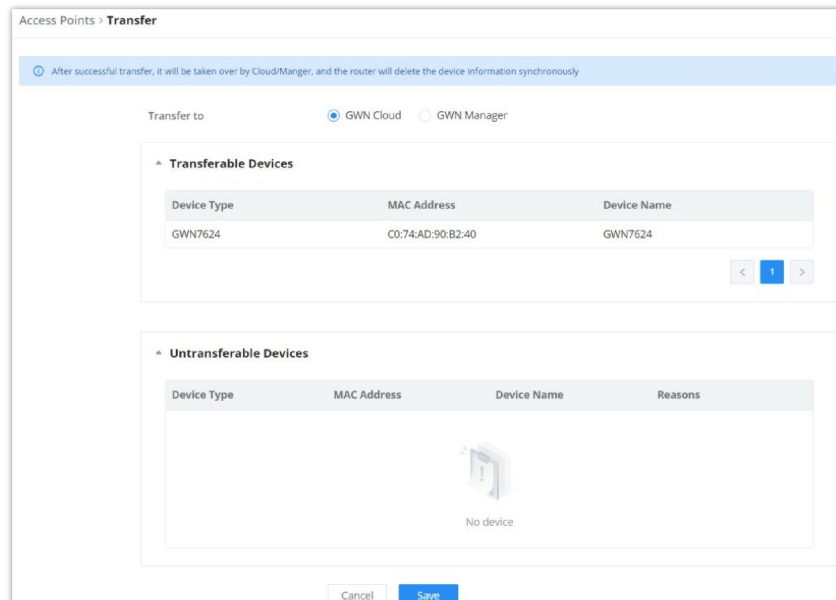 Access Points > Transfer
After successful transfer, it will be taken over by Cloud/Manger, and the router will delete the device information synchronously
Transfer to GWN Cloud GWN Manager
Transferable Devices
Device Type MAC Address Device Name
GWN7624 C0:74:AD:90:B2:40 GWN7624
< 1 >
Untransferable Devices
Device Type MAC Address Device Name Reasons
No device
Cancel Save